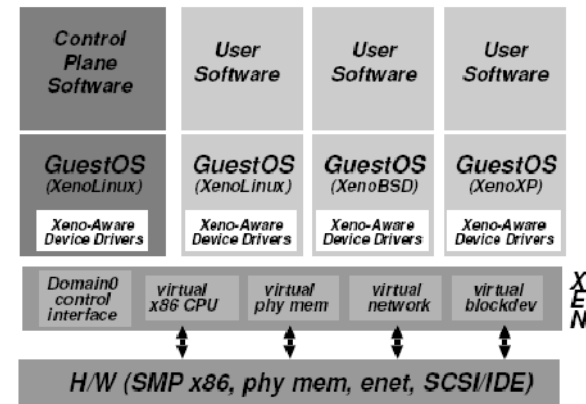 Control
Plane
Software
User
Software
User
Software
User
Software
GuestOS
(XenoLinux)
Xeno-Aware
Device Drivers
GuestOS
(XenoLinux)
Xeno-Aware
Device Drivers
GuestOS
(XenoBSD)
Xeno-Aware
Device Drivers
GuestOS
(XenoXP)
Xeno-Aware
Device Drivers
Domain0
control
interface
virtual
x86 CPU
virtual
phy mem
virtual
network
virtual
blockdev
X
E
N
H/W (SMP x86, phy mem, enet, SCSI/IDE)